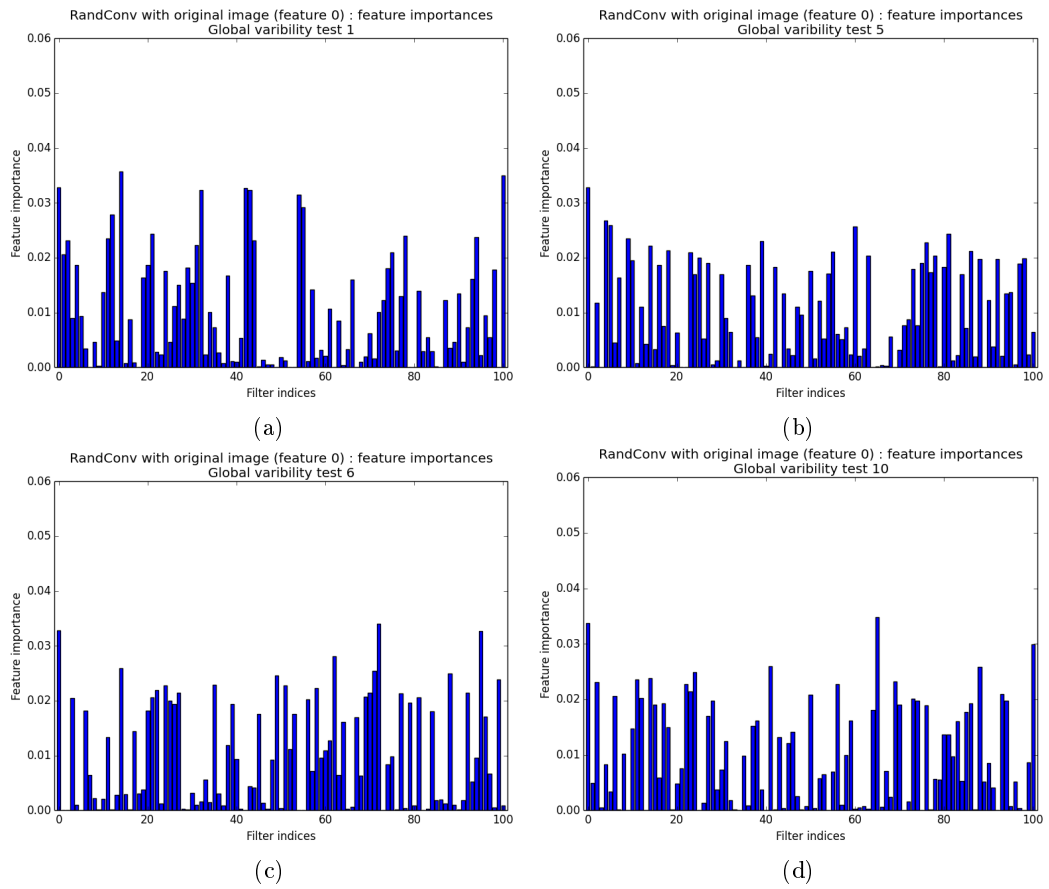 RandConv with original image (feature 0) : feature importances
Global varibility test 1
0.06
0.05
0.04
0.03
0.02
0.01
0.00
Feature importance
0 20 40 60 80 100
Filter indices
(a)
RandConv with original image (feature 0) : feature importances
Global varibility test 5
0.06
0.05
0.04
0.03
0.02
0.01
0.00
Feature importance
0 20 40 60 80 100
Filter indices
(b)
RandConv with original image (feature 0) : feature importances
Global varibility test 6
0.06
0.05
0.04
0.03
0.02
0.01
0.00
Feature importance
0 20 40 60 80 100
Filter indices
(c)
RandConv with original image (feature 0) : feature importances
Global varibility test 10
0.06
0.05
0.04
0.03
0.02
0.01
0.00
Feature importance
0 20 40 60 80 100
Filter indices
(d)